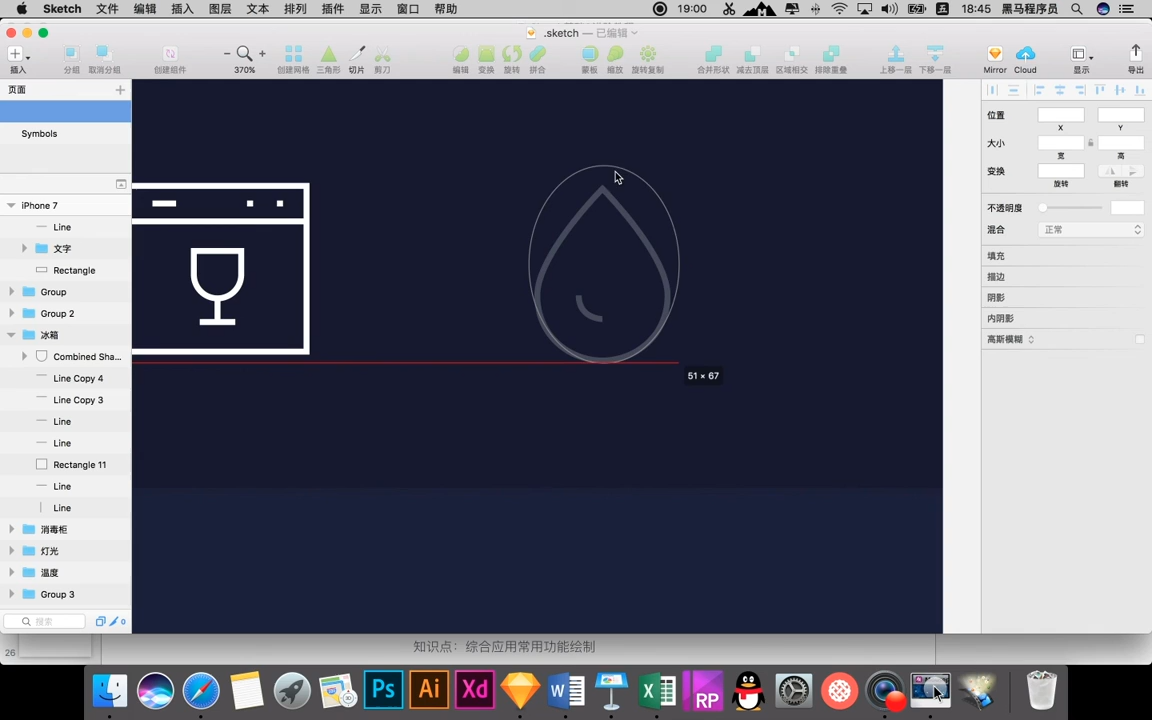 Sketch 文件 编辑 插入 图层 文本 排列 插件 显示 窗口 帮助 19:00 18:45 黑马程序员
.sketch — 已编辑
插入 分组 取消分组 创建组件 370% 创建网格 三角形 切片 剪刀 编辑 变换 旋转 拼合 蒙板 缩放 旋转复制 合并形状 减去顶层 区域相交 排除重叠 上移一层 下移一层 Mirror Cloud 显示 导出
页面
Symbols
iPhone 7
Line
文字
Rectangle
Group
Group 2
冰箱
Combined Sha...
Line Copy 4
Line Copy 3
Line
Line
Rectangle 11
Line
Line
消毒柜
灯光
温度
Group 3
搜索 0
51 × 67
位置
X Y
大小
宽 高
变换
旋转 翻转
不透明度
混合 正常
填充
描边
阴影
内阴影
高斯模糊
26
知识点：综合应用常用功能绘制
Ps Ai Xd W X RP